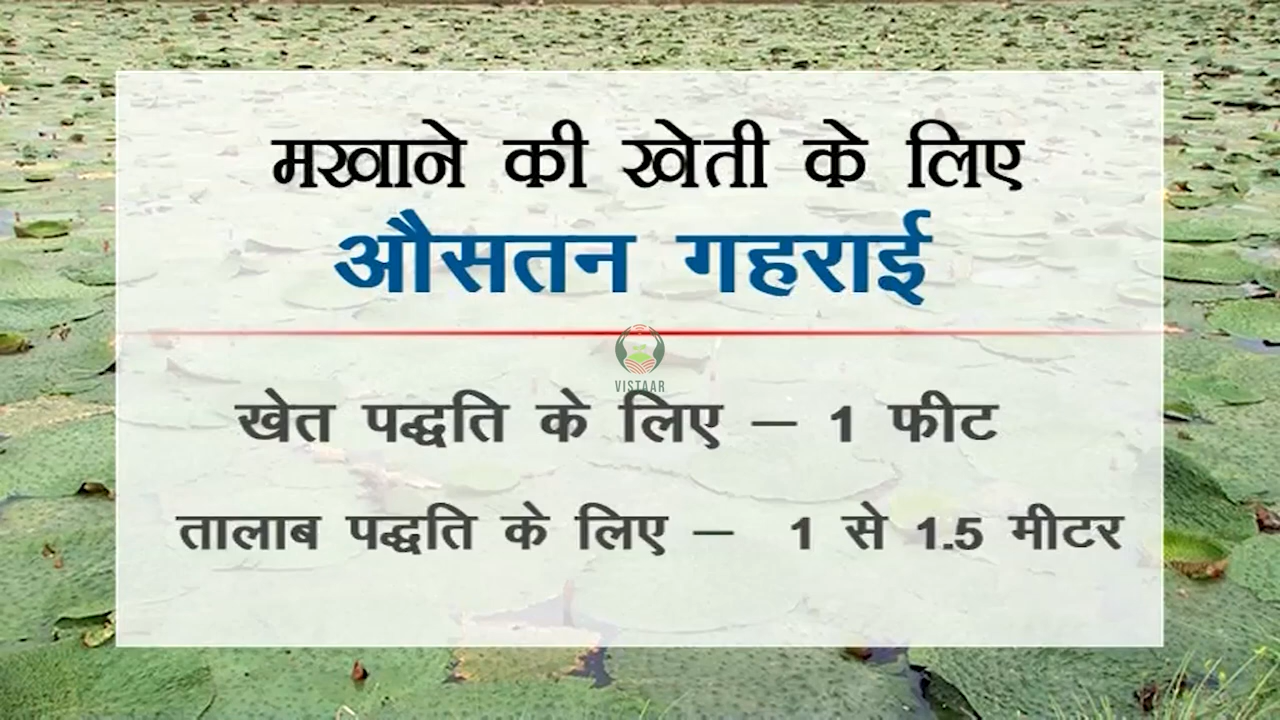 मखाने की खेती के लिए
औसतन गहराई
VISTAAR
खेत पद्धति के लिए – 1 फीट
तालाब पद्धति के लिए – 1 से 1.5 मीटर